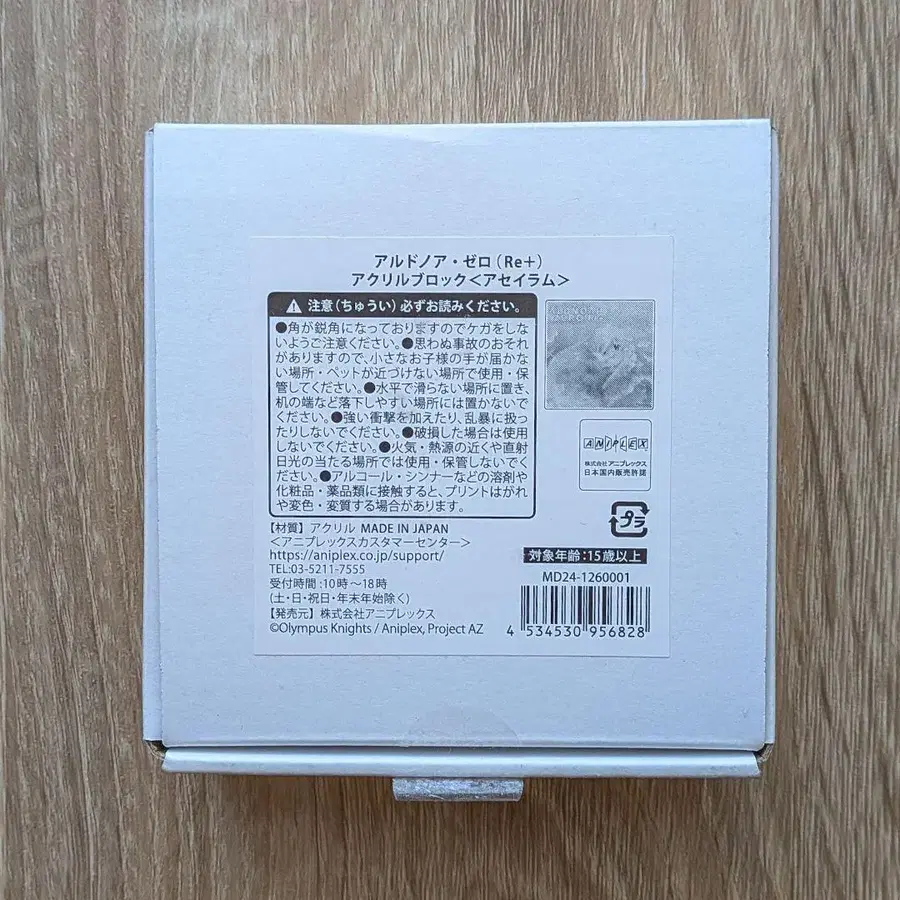 アルドノア・ゼロ(Re+)
アクリルブロック<アセイラム>
注意(ちゅうい)必ずお読みください。
●角が鋭角になっておりますのでケガをしな
いようご注意ください。●思わぬ事故のおそれ
がありますので、小さなお子様の手が届かな
い場所・ペットが近づけない場所で使用・保
管してください。●水平で滑らない場所に置き、
机の端など落下しやすい場所には置かないで
ください。●強い衝撃を加えたり、乱暴に扱っ
たりしないでください。●破損した場合は使用
しないでください。●火気・熱源の近くや直射
日光の当たる場所では使用・保管しないでく
ださい。●アルコール・シンナーなどの溶剤や
化粧品・薬品類に接触すると、プリントはがれ
や変色・変質する場合があります。
【材質】アクリル MADE IN JAPAN
<アニプレックスカスタマーセンター>
https://aniplex.co.jp/support/
TEL:03-5211-7555
受付時間:10時~18時
(土・日・祝日・年末年始除く)
【発売元】株式会社アニプレックス
©Olympus Knights / Aniplex, Project AZ
ANIPLEX
株式会社アニプレックス
日本国内販売許諾
プラ
対象年齢:15歳以上
MD24-1260001
4 534530 956828